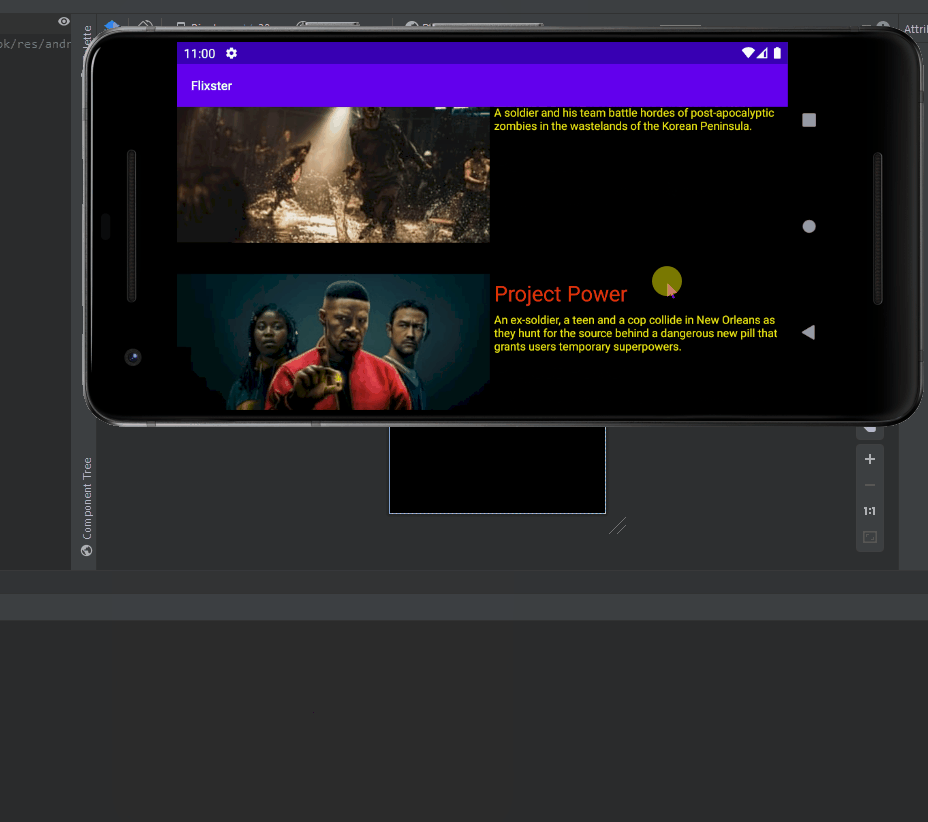 ok/res/andr
Attri
11:00
Flixster
A soldier and his team battle hordes of post-apocalyptic
zombies in the wastelands of the Korean Peninsula.
Project Power
An ex-soldier, a teen and a cop collide in New Orleans as
they hunt for the source behind a dangerous new pill that
grants users temporary superpowers.
Component Tree
1:1